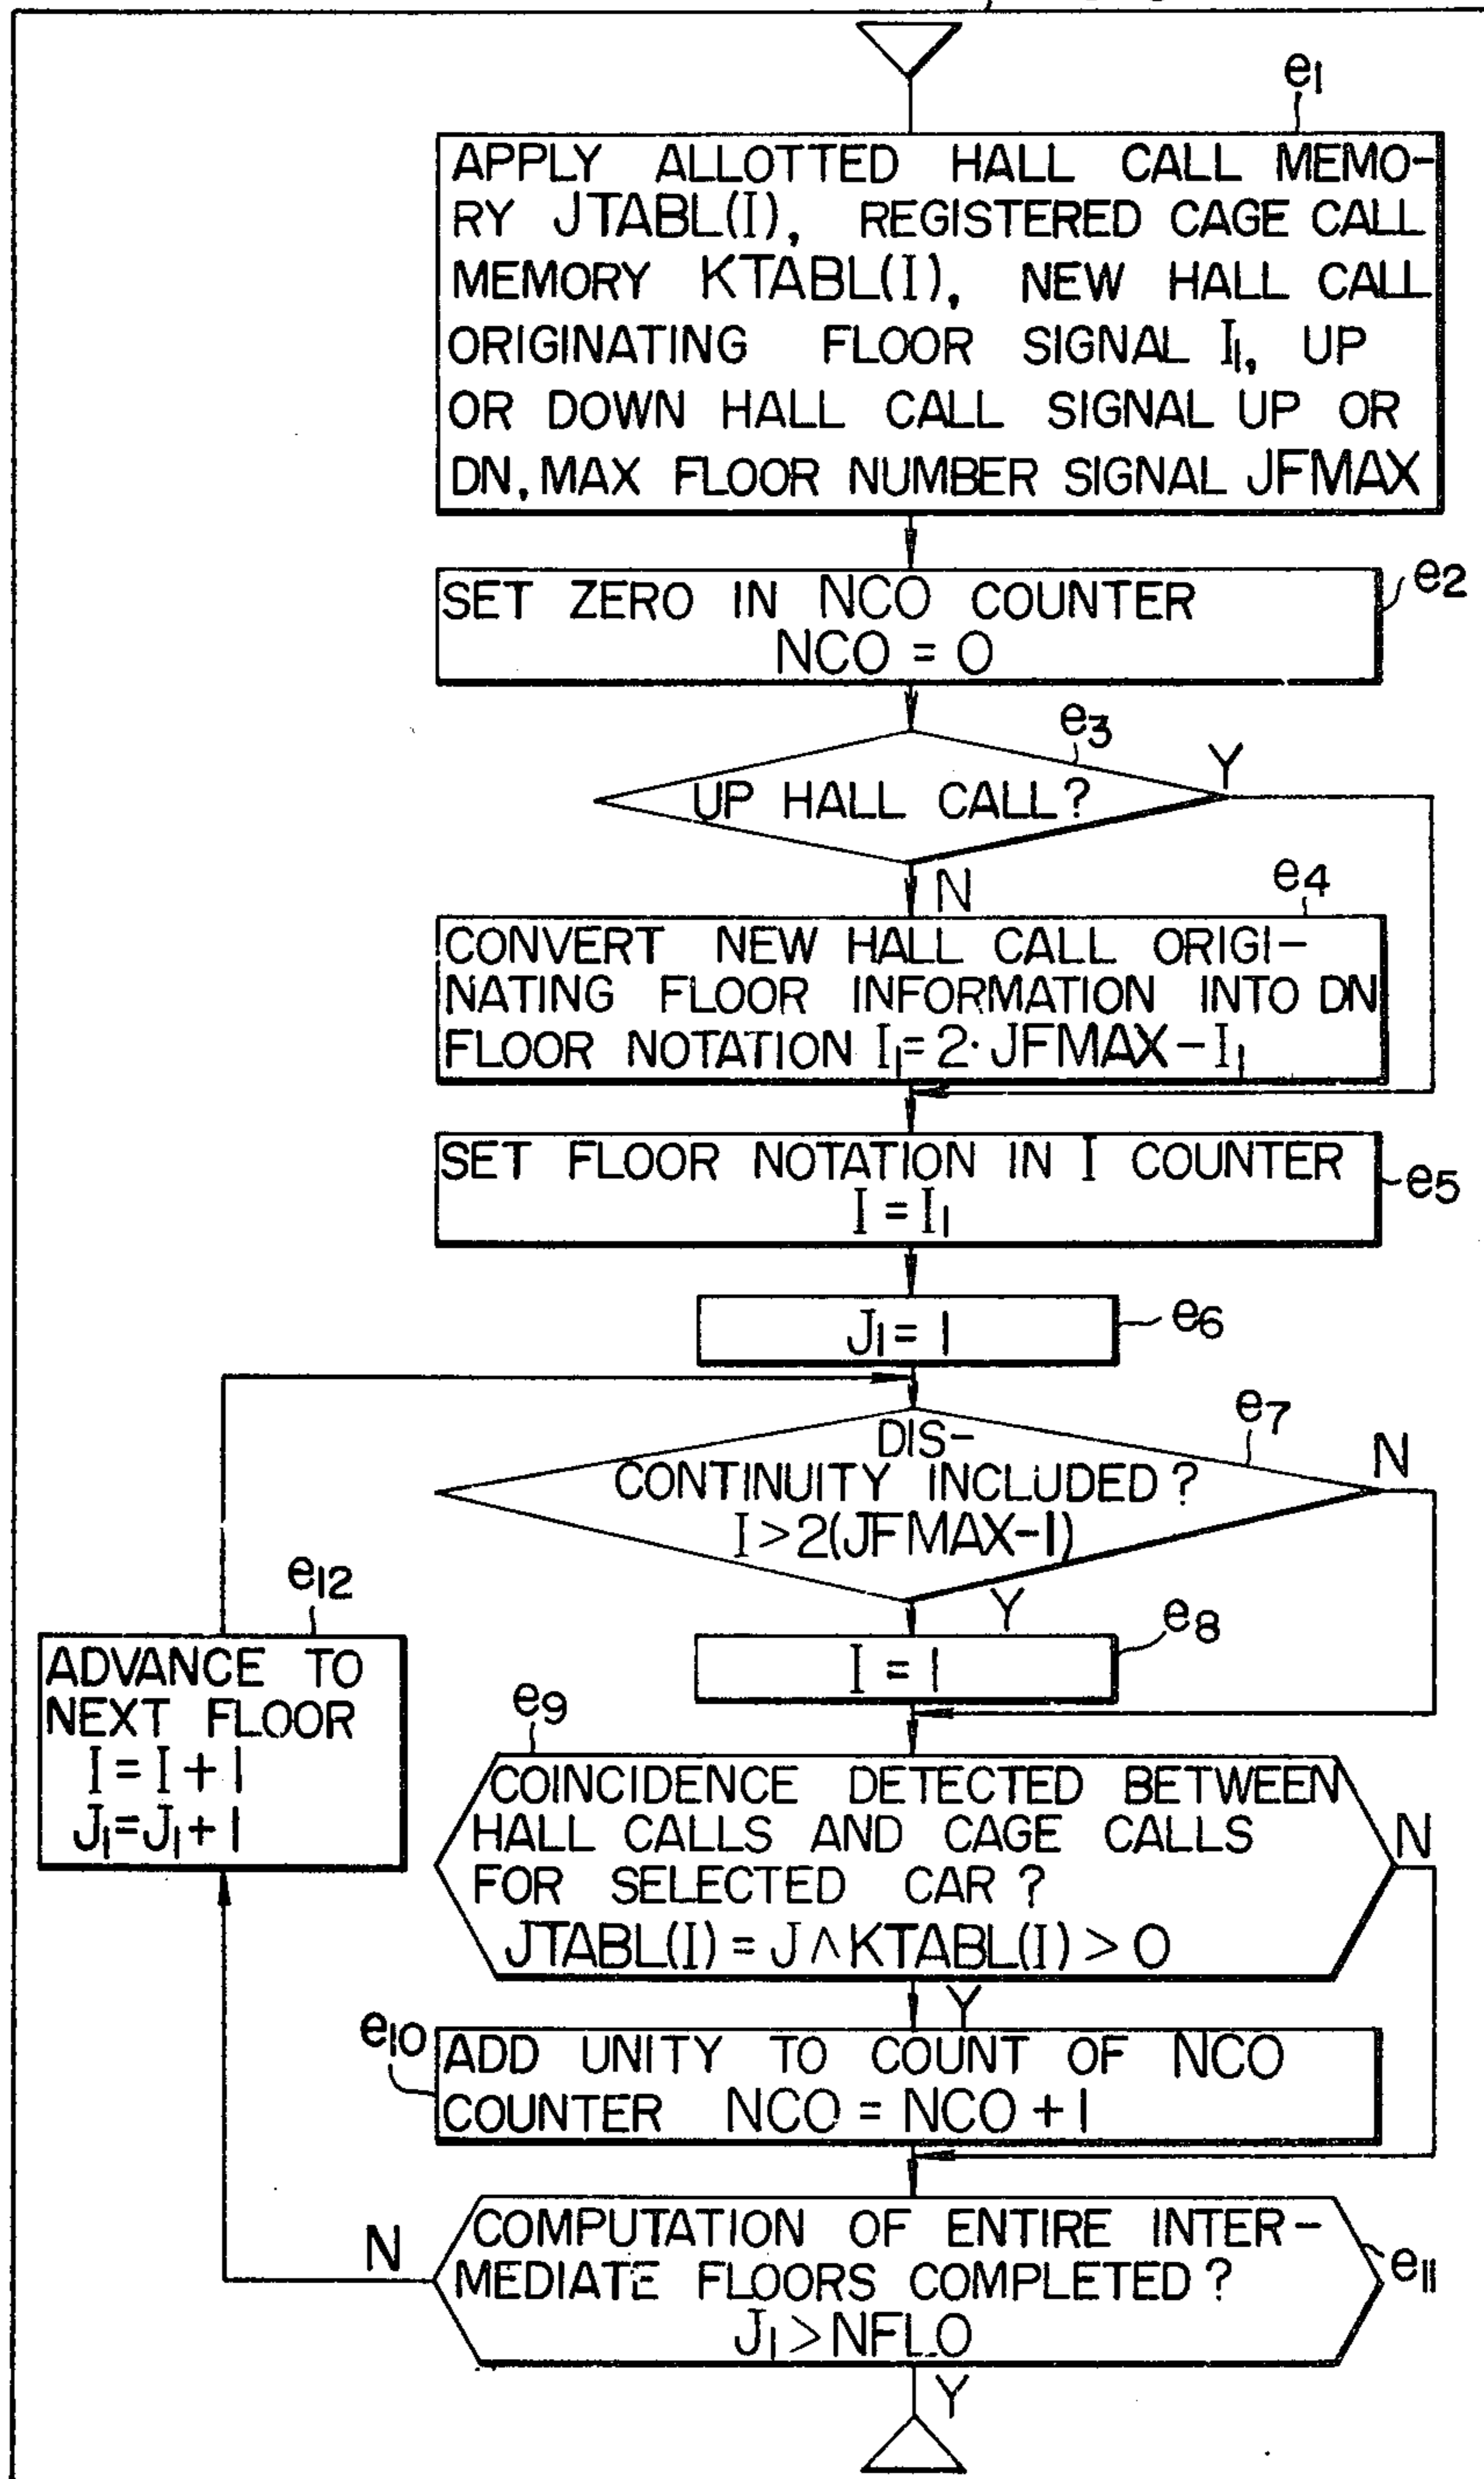 e1
APPLY ALLOTTED HALL CALL MEMO-
RY JTABL(I), REGISTERED CAGE CALL
MEMORY KTABL(I), NEW HALL CALL
ORIGINATING FLOOR SIGNAL I1, UP
OR DOWN HALL CALL SIGNAL UP OR
DN, MAX FLOOR NUMBER SIGNAL JFMAX
e2
SET ZERO IN NCO COUNTER
NCO = 0
e3
UP HALL CALL?
Y
N
e4
CONVERT NEW HALL CALL ORIGI-
NATING FLOOR INFORMATION INTO DN
FLOOR NOTATION I1=2·JFMAX-I1
SET FLOOR NOTATION IN I COUNTER
I = I1
e5
J1 = 1
e6
e7
DIS-
CONTINUITY INCLUDED?
I>2(JFMAX-1)
N
Y
e8
I = 1
e12
ADVANCE TO
NEXT FLOOR
I = I + 1
J1=J1+1
e9
COINCIDENCE DETECTED BETWEEN
HALL CALLS AND CAGE CALLS
FOR SELECTED CAR?
JTABL(I)=J∧KTABL(I)>0
N
Y
e10
ADD UNITY TO COUNT OF NCO
COUNTER NCO = NCO + 1
COMPUTATION OF ENTIRE INTER-
MEDIATE FLOORS COMPLETED?
J1>NFLO
e11
N
Y